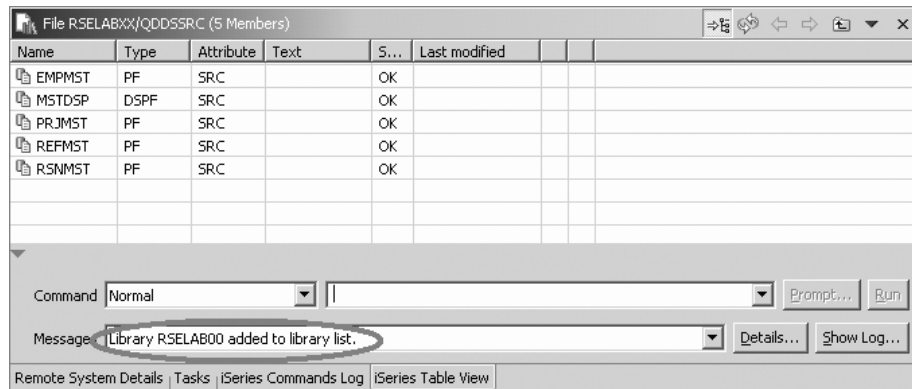 File RSELABXX/QDDSSRC (5 Members)
Name Type Attribute Text S... Last modified
EMPMST PF SRC OK
MSTDSP DSPF SRC OK
PRJMST PF SRC OK
REFMST PF SRC OK
RSNMST PF SRC OK
Command Normal Prompt... Run
Message Library RSELAB00 added to library list. Details... Show Log...
Remote System Details Tasks iSeries Commands Log iSeries Table View